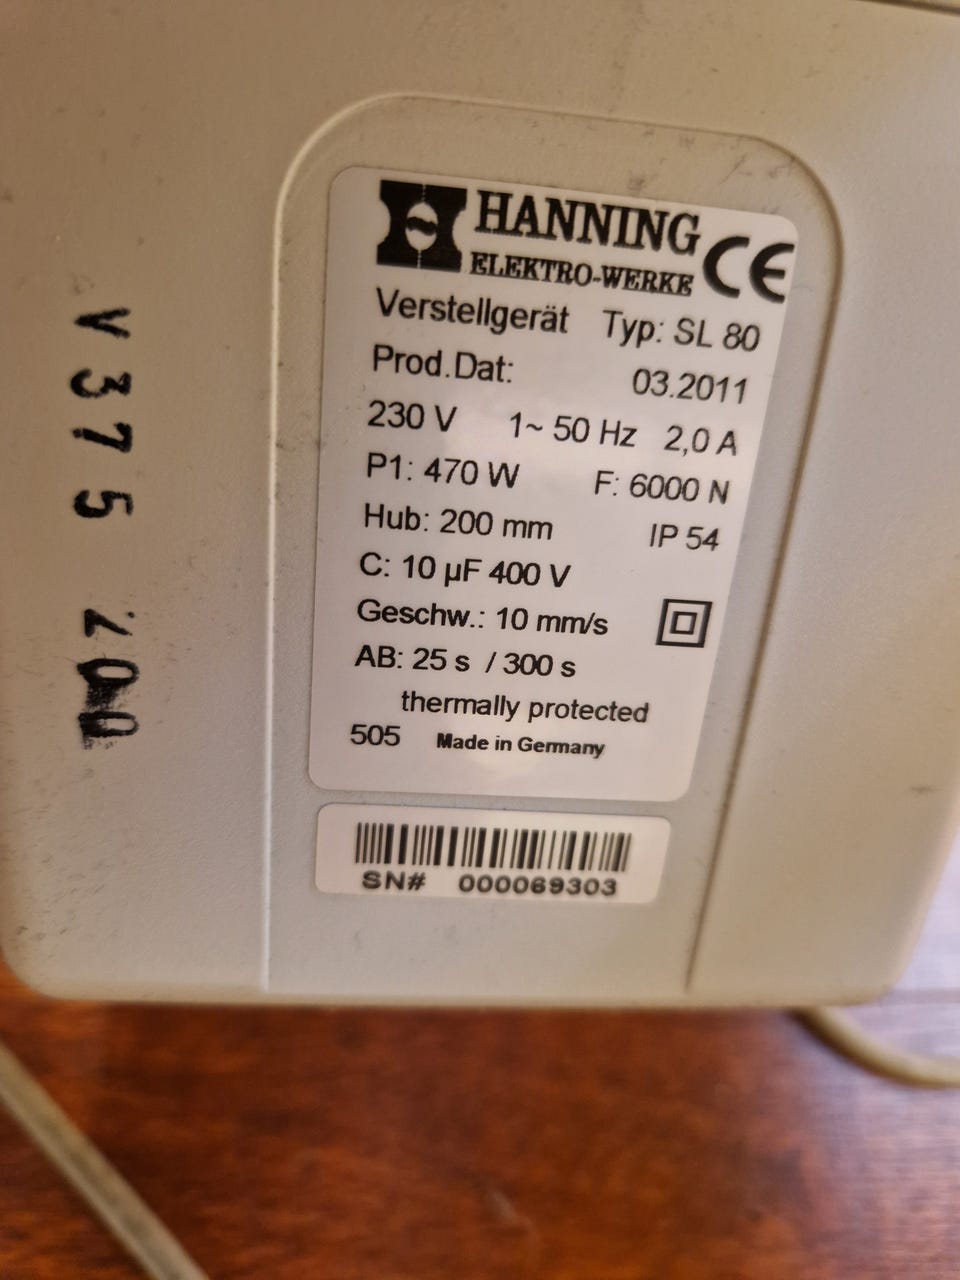 HANNING
ELEKTRO-WERKE CE
Verstellgerät Typ: SL 80
Prod.Dat: 03.2011
230 V 1~ 50 Hz 2,0 A
P1: 470 W F: 6000 N
Hub: 200 mm IP 54
C: 10 µF 400 V
Geschw.: 10 mm/s
AB: 25 s / 300 s
thermally protected
505 Made in Germany
SN# 000069303
V 375